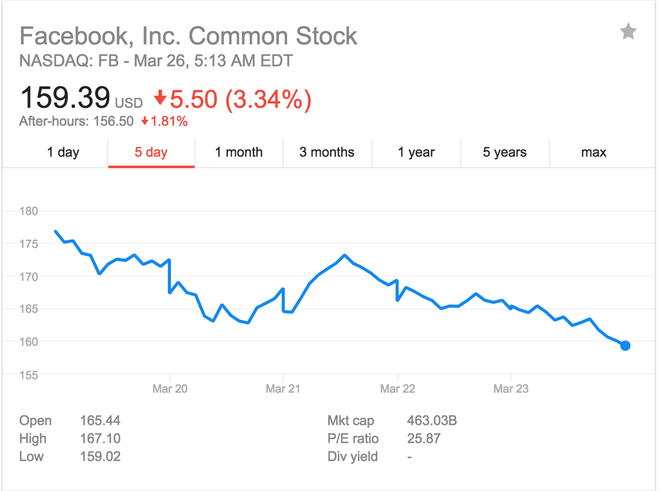 Facebook, Inc. Common Stock
NASDAQ: FB - Mar 26, 5:13 AM EDT
159.39 USD 5.50 (3.34%)
After-hours: 156.50 1.81%
1 day 5 day 1 month 3 months 1 year 5 years max
180
175
170
165
160
155
Mar 20 Mar 21 Mar 22 Mar 23
Open 165.44 Mkt cap 463.03B
High 167.10 P/E ratio 25.87
Low 159.02 Div yield -